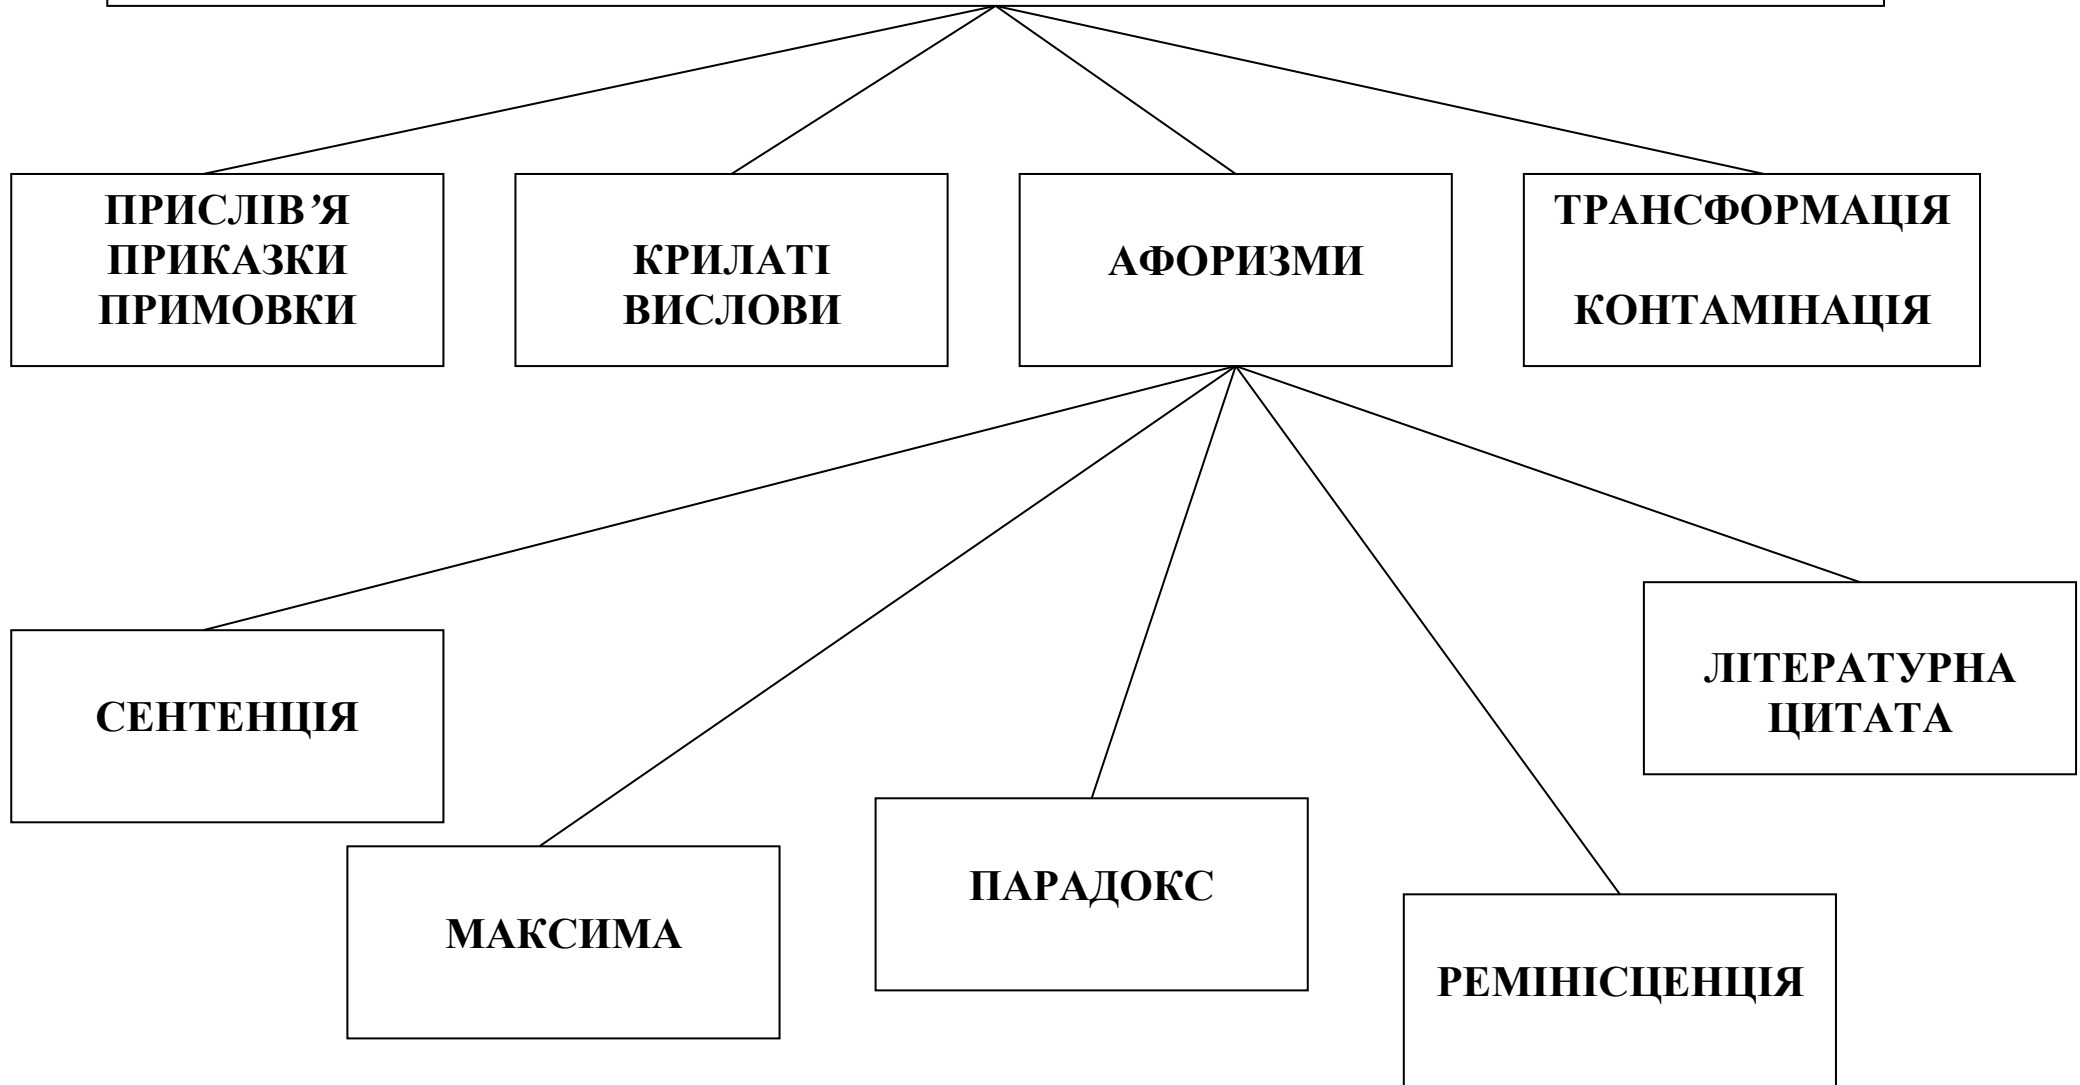 ПРИСЛІВ’Я
ПРИКАЗКИ
ПРИМОВКИ
КРИЛАТІ
ВИСЛОВИ
АФОРИЗМИ
ТРАНСФОРМАЦІЯ
КОНТАМІНАЦІЯ
СЕНТЕНЦІЯ
МАКСИМА
ПАРАДОКС
РЕМІНІСЦЕНЦІЯ
ЛІТЕРАТУРНА
ЦИТАТА